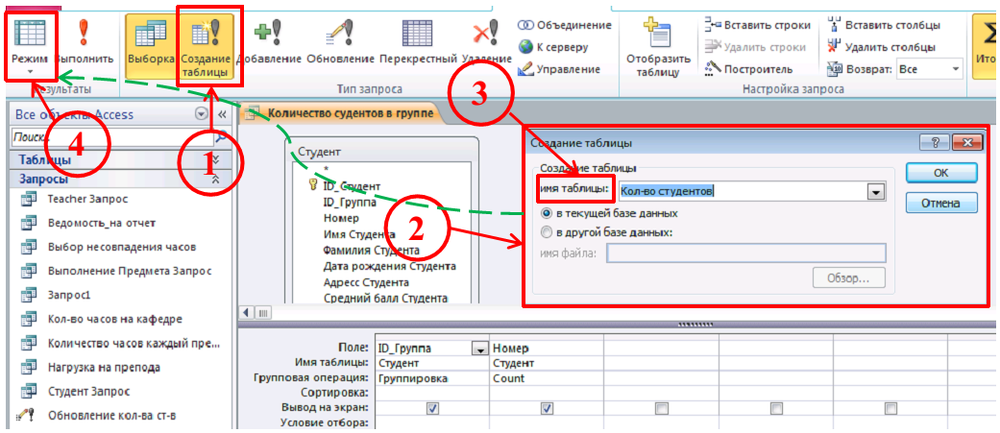 Режим
Выполнить
Выборка
Создание таблицы
Добавление
Обновление
Перекрестный
Удаление
Объединение
К серверу
Управление
Отобразить таблицу
Вставить строки
Удалить строки
Построитель
Вставить столбцы
Удалить столбцы
Возврат: Все
Ито
Результаты
Тип запроса
Настройка запроса
1
2
3
4
Все объекты Access
«
Поиск
Таблицы
Запросы
Teacher Запрос
Ведомость_на отчет
Выбор несовпадения часов
Выполнение Предмета Запрос
Запрос1
Кол-во часов на кафедре
Количество часов каждый пре...
Нагрузка на препода
Студент Запрос
Обновление кол-ва ст-в
Количество судентов в группе
Студент
*
ID_Студент
ID_Группа
Номер
Имя Студента
Фамилия Студента
Дата рождения Студента
Адресс Студента
Средний балл Студента
Создание таблицы
Создание таблицы
имя таблицы: Кол-во студентов
в текущей базе данных
в другой базе данных:
имя файла:
Обзор...
ОК
Отмена
Поле: ID_Группа Номер
Имя таблицы: Студент Студент
Групповая операция: Группировка Count
Сортировка:
Вывод на экран:
Условие отбора: